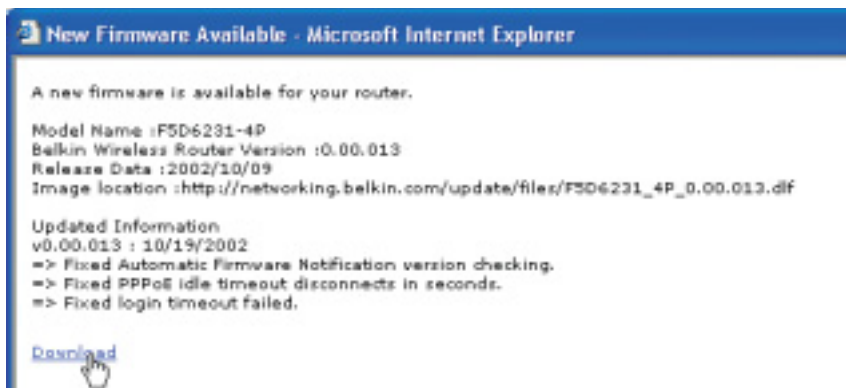 New Firmware Available - Microsoft Internet Explorer
A new firmware is available for your router.
Model Name :F5D6231-4P
Belkin Wireless Router Version :0.00.013
Release Data :2002/10/09
Image location :http://networking.belkin.com/update/files/F5D6231_4P_0.00.013.dlf
Updated Information
v0.00.013 : 10/19/2002
=> Fixed Automatic Firmware Notification version checking.
=> Fixed PPPoE idle timeout disconnects in seconds.
=> Fixed login timeout failed.
Download